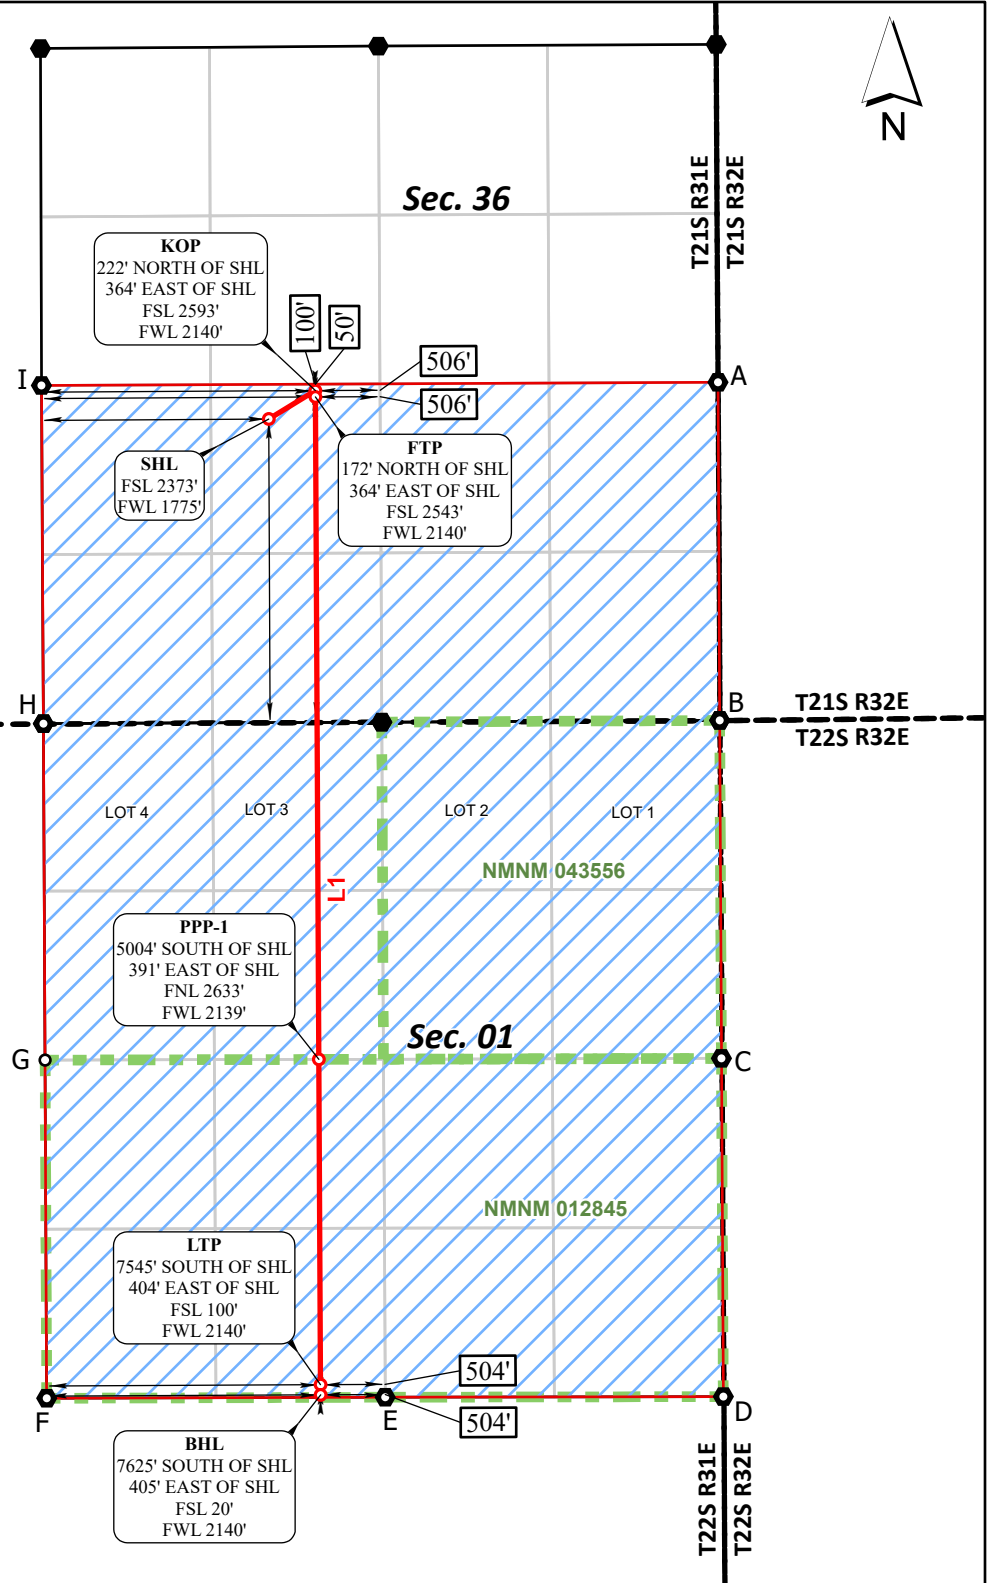 N
Sec. 36
T21S R31E
T21S R32E
KOP
222' NORTH OF SHL
364' EAST OF SHL
FSL 2593'
FWL 2140'
100'
50'
506'
506'
I
A
SHL
FSL 2373'
FWL 1775'
FTP
172' NORTH OF SHL
364' EAST OF SHL
FSL 2543'
FWL 2140'
H
B
T21S R32E
T22S R32E
LOT 4
LOT 3
LOT 2
LOT 1
NMNM 043556
L1
PPP-1
5004' SOUTH OF SHL
391' EAST OF SHL
FNL 2633'
FWL 2139'
Sec. 01
G
C
NMNM 012845
LTP
7545' SOUTH OF SHL
404' EAST OF SHL
FSL 100'
FWL 2140'
504'
504'
F
E
D
BHL
7625' SOUTH OF SHL
405' EAST OF SHL
FSL 20'
FWL 2140'
T22S R31E
T22S R32E